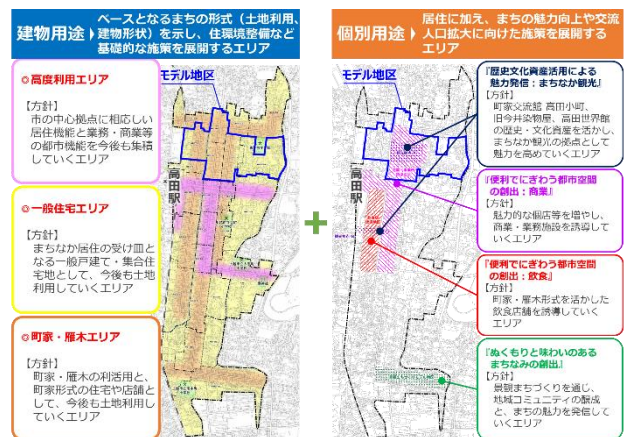 建物用途
ベースとなるまちの形式（土地利用、
建物形状）を示し、住環境整備など
基礎的な施策を展開するエリア
◎高度利用エリア
【方針】
市の中心拠点に相応しい
居住機能と業務・商業等
の都市機能を今後も集積
していくエリア
◎一般住宅エリア
【方針】
まちなか居住の受け皿と
なる一般戸建て・集合住
宅地として、今後も土地
利用していくエリア
◎町家・雁木エリア
【方針】
町家・雁木の利活用と、
町家形式の住宅や店舗と
して、今後も土地利用し
ていくエリア
モデル地区
高田駅
+
個別用途
居住に加え、まちの魅力向上や交流
人口拡大に向けた施策を展開する
エリア
モデル地区
高田駅
『歴史文化資産活用による
魅力発信：まちなか観光』
【方針】
町家交流館 高田小町、
旧今井染物屋、高田世界館
の歴史・文化資産を活かし、
まちなか観光の拠点として
魅力を高めていくエリア
『便利でにぎわう都市空間
の創出：商業』
【方針】
魅力的な個店等を増やし、
商業・業務施設を誘導して
いくエリア
『便利でにぎわう都市空間
の創出：飲食』
【方針】
町家・雁木形式を活かした
飲食店舗を誘導していく
エリア
『ぬくもりと味わいのある
まちなみの創出』
【方針】
景観まちづくりを通じ、
地域コミュニティの醸成
と、まちの魅力を発信し
ていくエリア